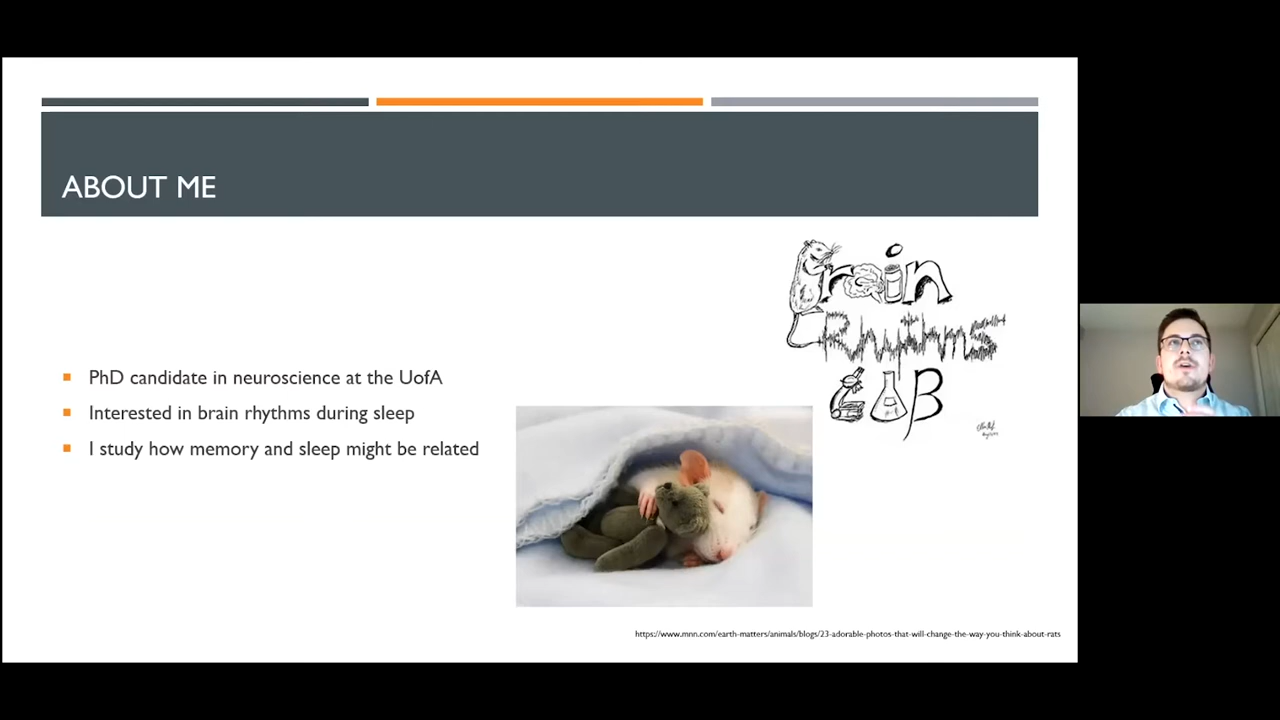 ABOUT ME
Brain
Rhythms
LAB
PhD candidate in neuroscience at the UofA
Interested in brain rhythms during sleep
I study how memory and sleep might be related
https://www.mnn.com/earth-matters/animals/blogs/23-adorable-photos-that-will-change-the-way-you-think-about-rats